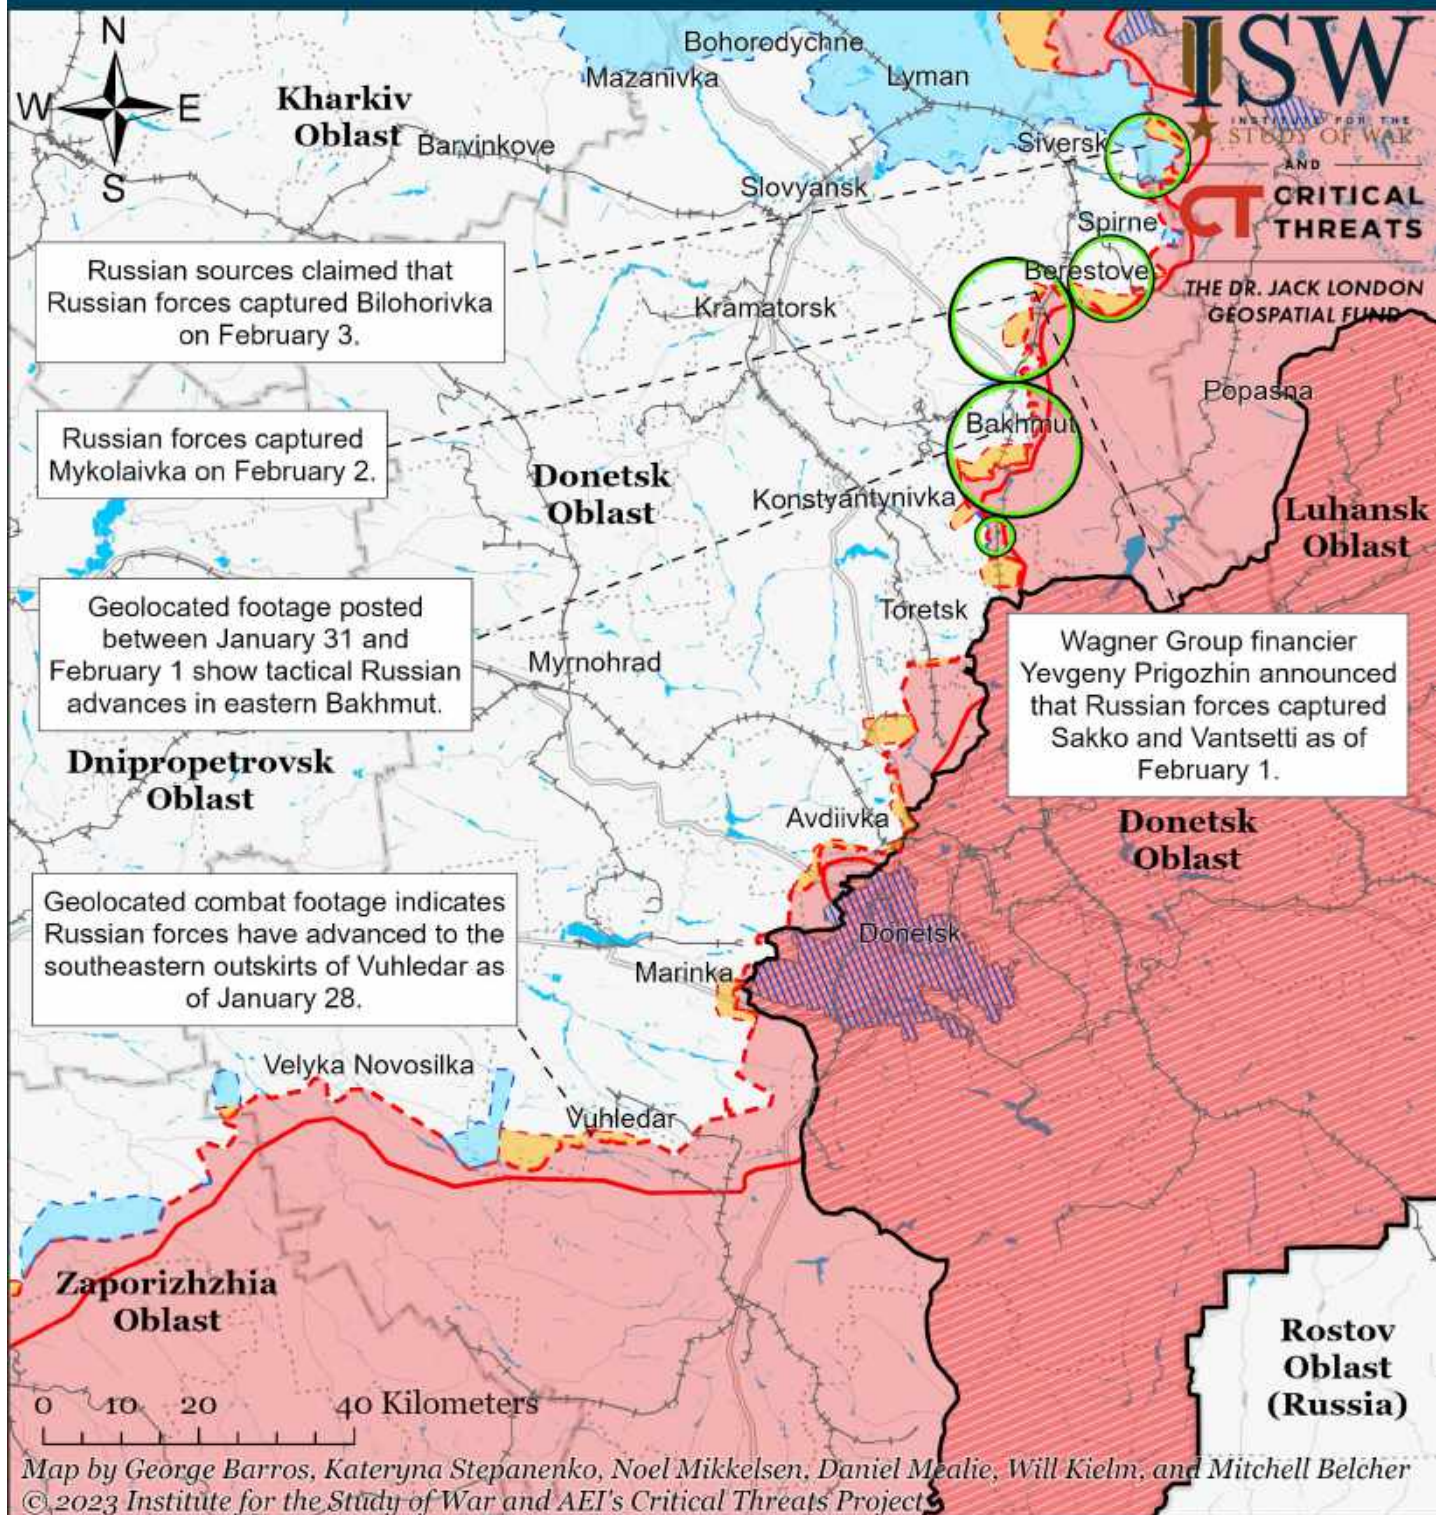 N
W E
S
Kharkiv
Oblast
Bohorodychne
Mazanivka
Lyman
Barvinkove
Siversk
Slovyansk
Spirne
Berestove
Kramatorsk
Popasna
Bakhmut
Konstyantynivka
Donetsk
Oblast
Luhansk
Oblast
Toretsk
Myrnohrad
Dnipropetrovsk
Oblast
Avdiivka
Donetsk
Oblast
Donetsk
Marinka
Velyka Novosilka
Vuhledar
Zaporizhzhia
Oblast
Rostov
Oblast
(Russia)
ISW
INSTITUTE FOR THE
STUDY OF WAR
AND
CT CRITICAL
THREATS
THE DR. JACK LONDON
GEOSPATIAL FUND
Russian sources claimed that
Russian forces captured Bilohorivka
on February 3.
Russian forces captured
Mykolaivka on February 2.
Geolocated footage posted
between January 31 and
February 1 show tactical Russian
advances in eastern Bakhmut.
Wagner Group financier
Yevgeny Prigozhin announced
that Russian forces captured
Sakko and Vantsetti as of
February 1.
Geolocated combat footage indicates
Russian forces have advanced to the
southeastern outskirts of Vuhledar as
of January 28.
0 10 20 40 Kilometers
Map by George Barros, Kateryna Stepanenko, Noel Mikkelsen, Daniel Mealie, Will Kielm, and Mitchell Belcher
© 2023 Institute for the Study of War and AEI's Critical Threats Project